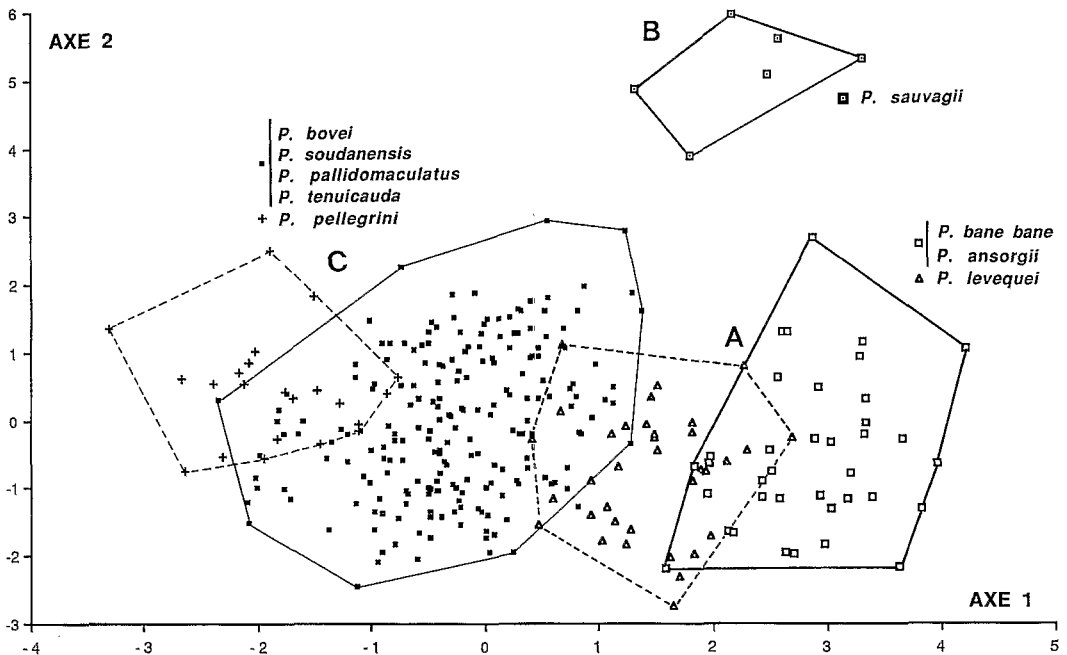 6
AXE 2
B
5
P. sauvagii
4
P. bovei
P. soudanensis
P. pallidomaculatus
P. tenuicauda
P. pellegrini
3
P. bane bane
P. ansorgii
P. levequei
C
2
A
1
0
-1
-2
AXE 1
-3
-4 -3 -2 -1 0 1 2 3 4 5